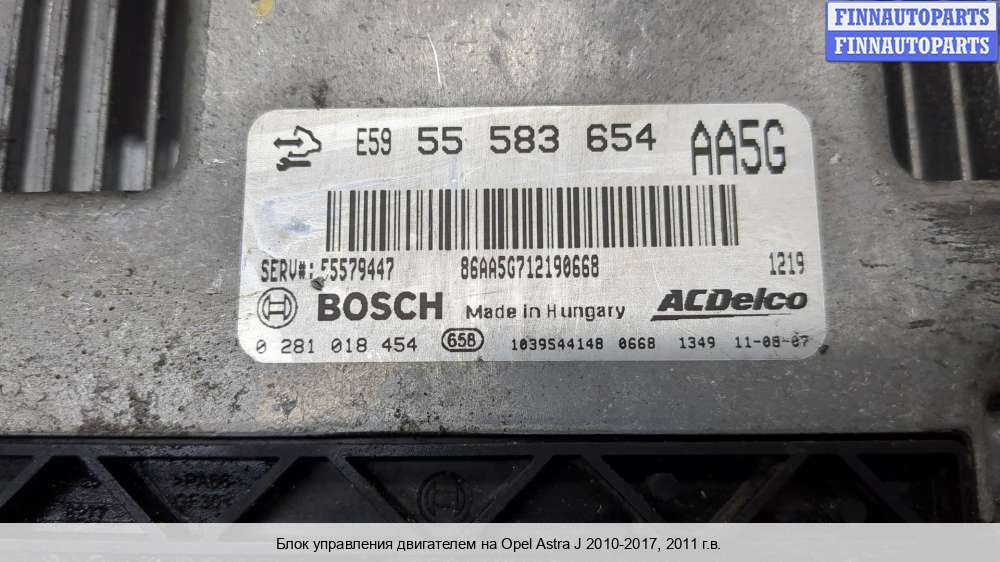 FINNAUTOPARTS
FINNAUTOPARTS
E59 55 583 654 AA5G
SERV#: 55579447 86AA5G712190668 1219
BOSCH Made in Hungary ACDelco
0 281 018 454 658 1039S44148 0668 1349 11-08-07
Блок управления двигателем на Opel Astra J 2010-2017, 2011 г.в.